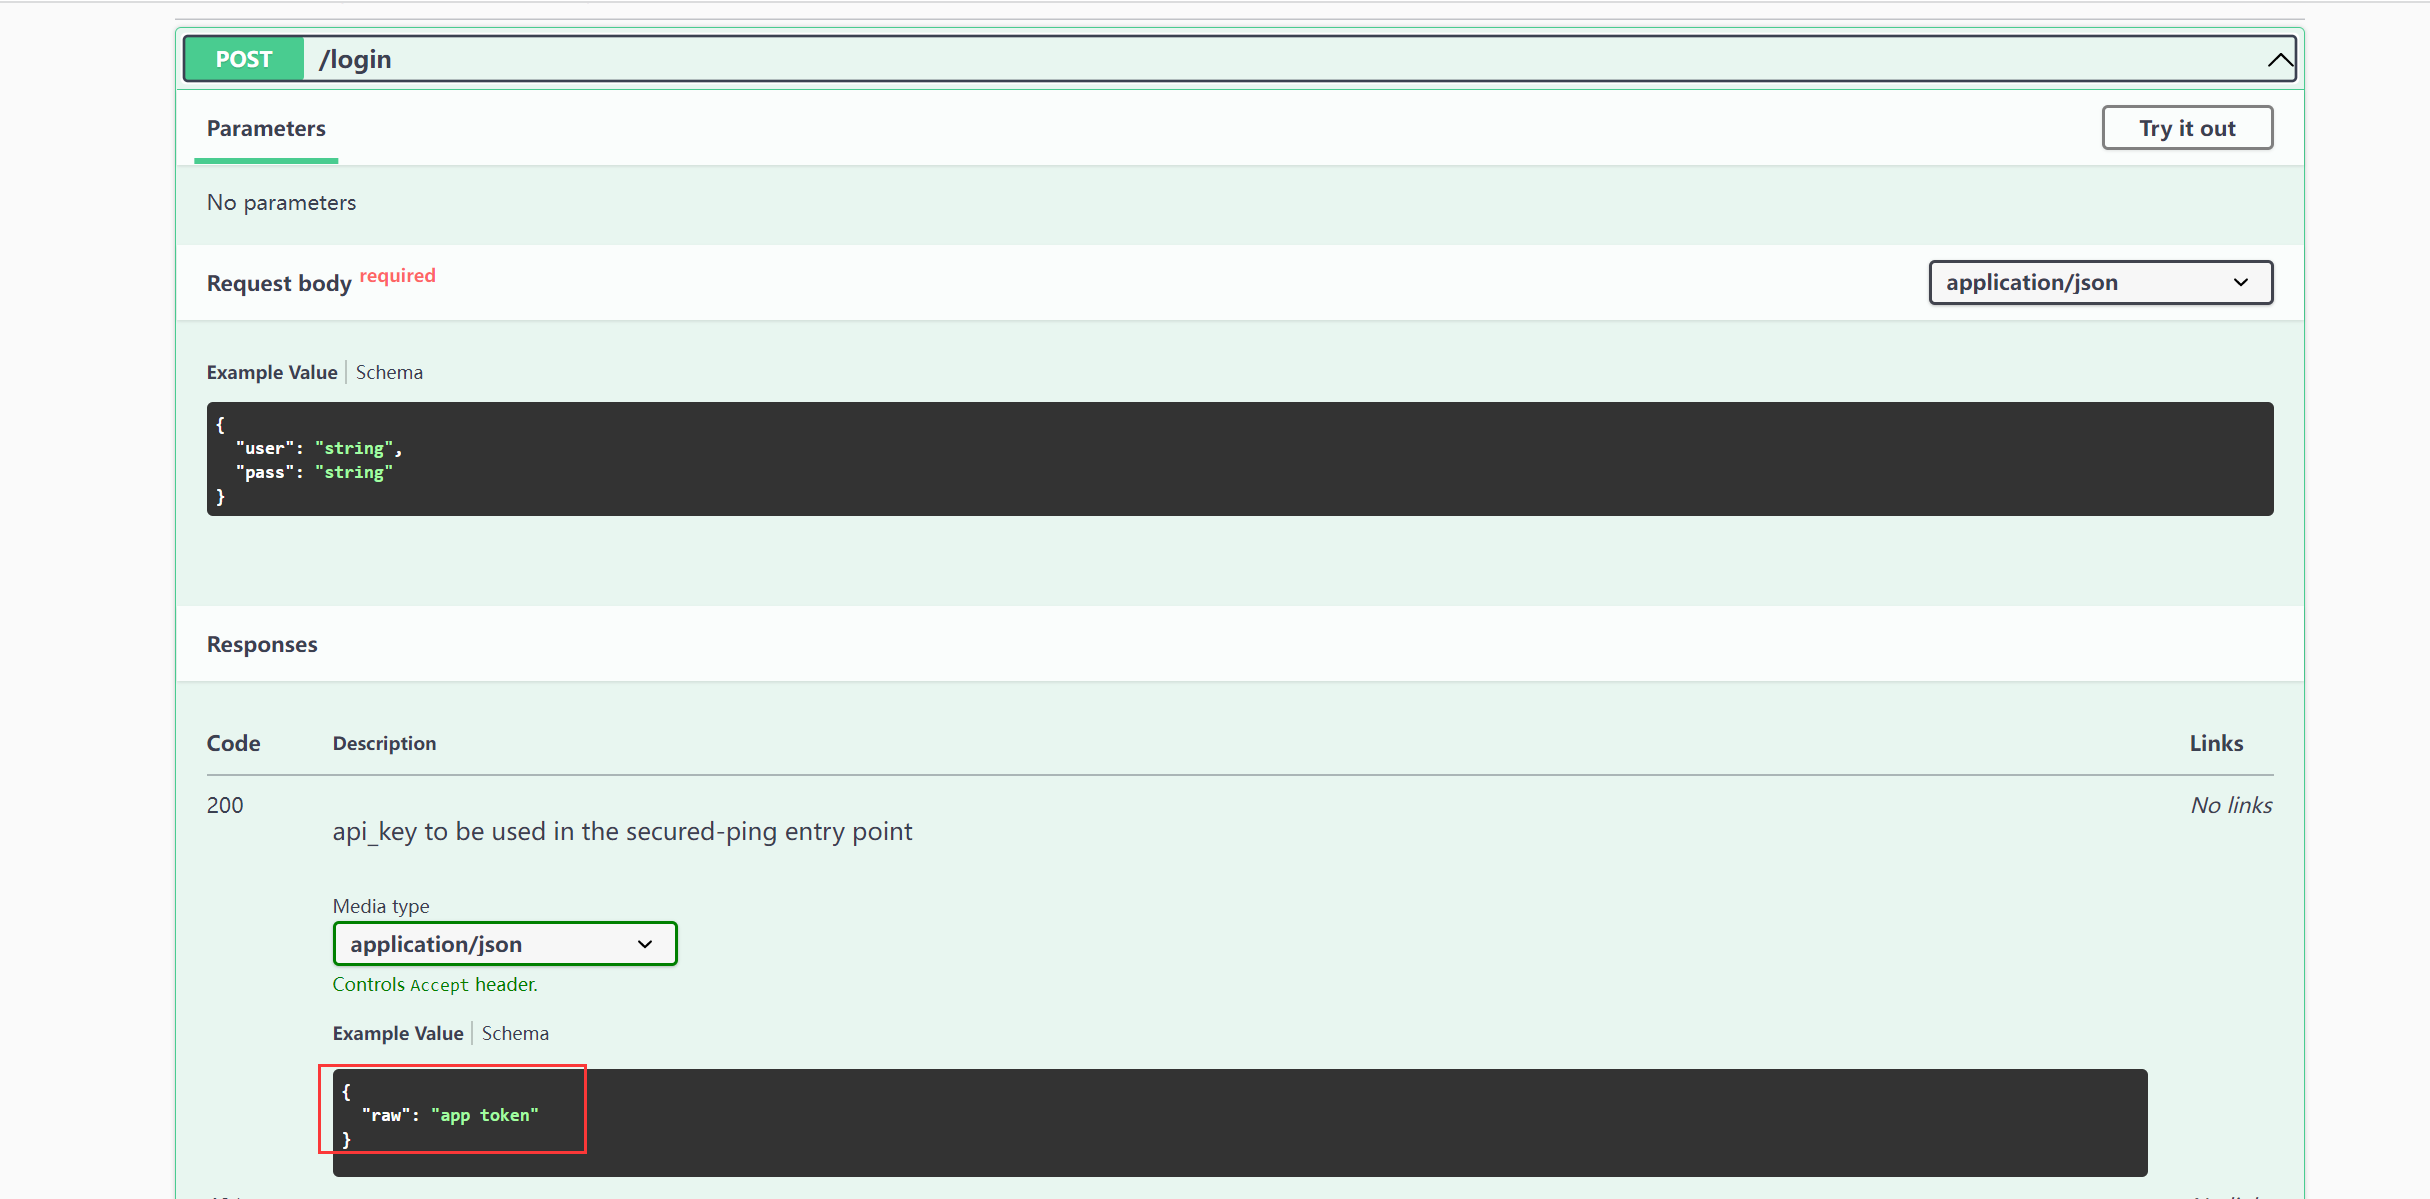 POST /login
Parameters
Try it out
No parameters
Request body required
application/json
Example Value Schema
{
"user": "string",
"pass": "string"
}
Responses
Code Description Links
200 No links
api_key to be used in the secured-ping entry point
Media type
application/json
Controls Accept header.
Example Value Schema
{
"raw": "app token"
}